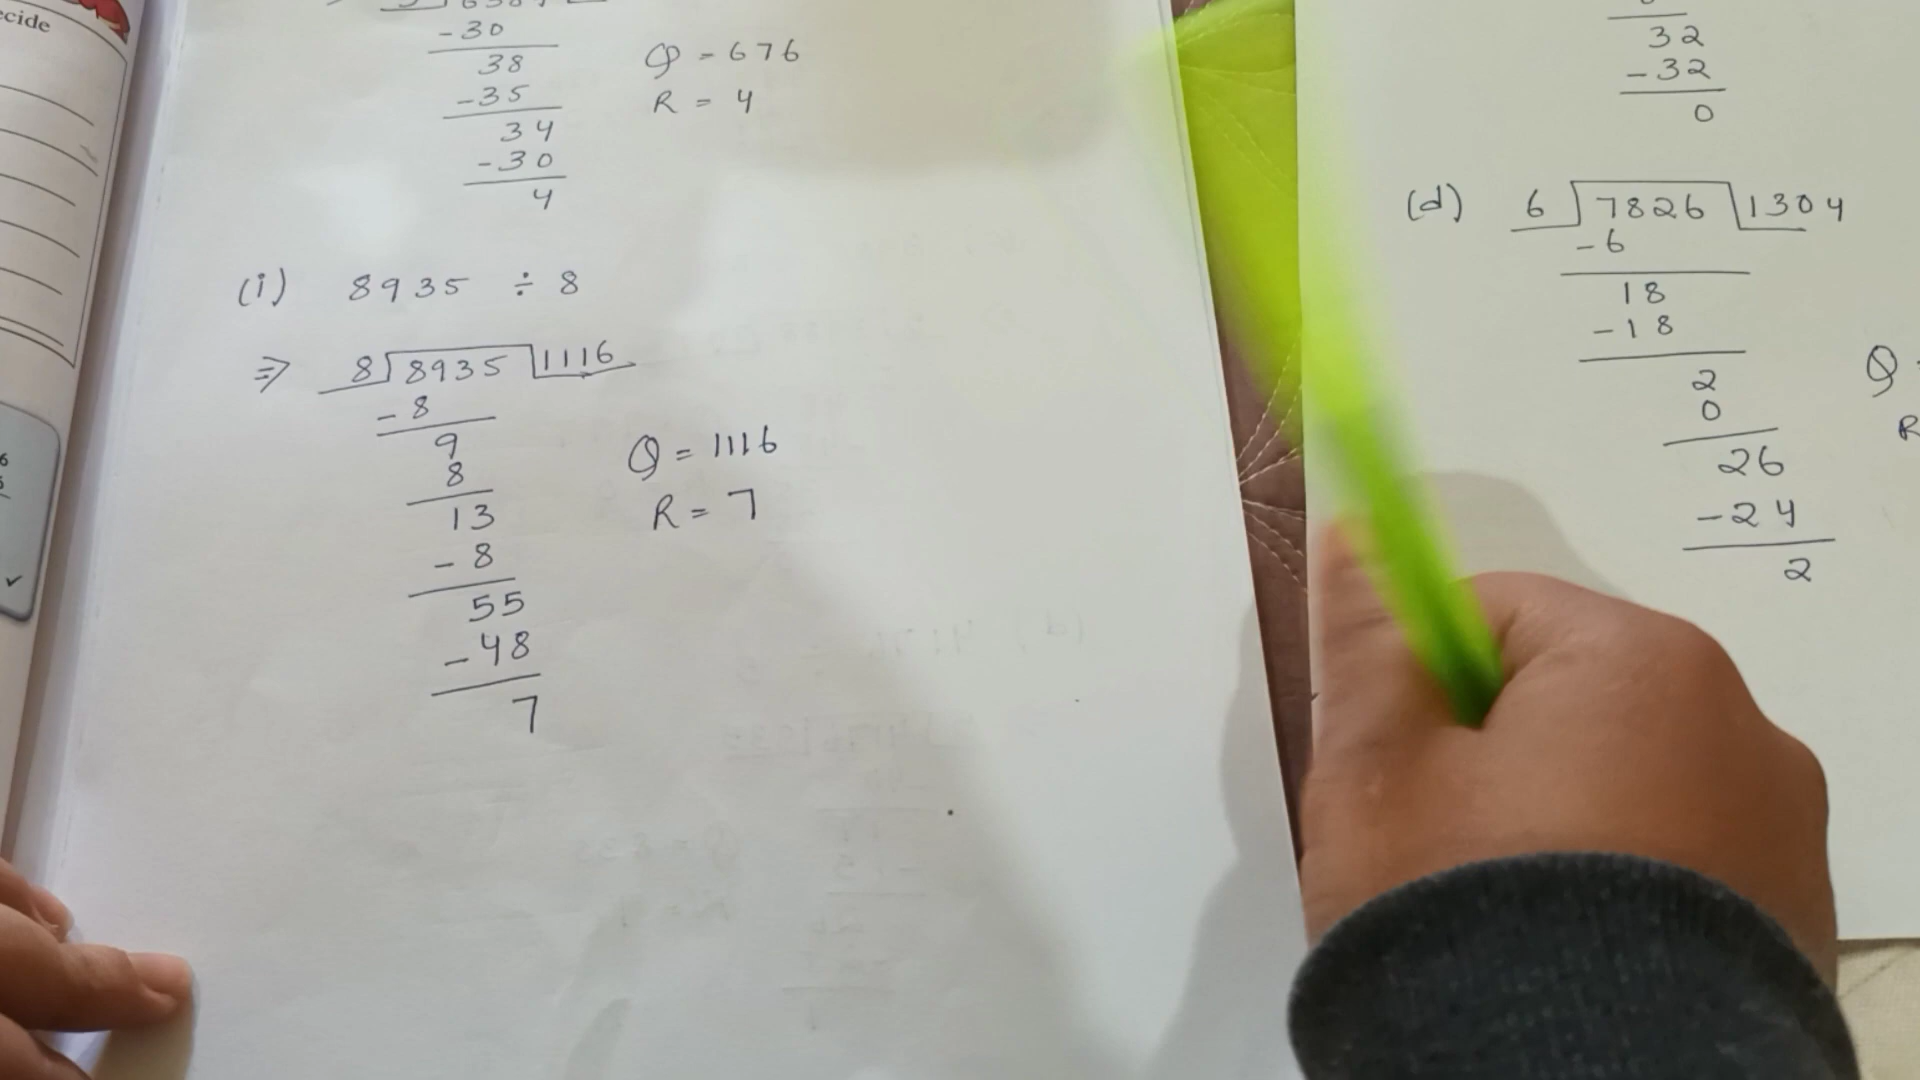 ecide
- 30
38
- 35
34
- 30
4
Q = 676
R = 4
(i) 8935 ÷ 8
⇒ 8 8935 1116
- 8
9
8
13
- 8
55
- 48
7
Q = 1116
R = 7
32
- 32
0
(d) 6 7826 1304
- 6
18
- 18
2
0
26
- 24
2
Q
R